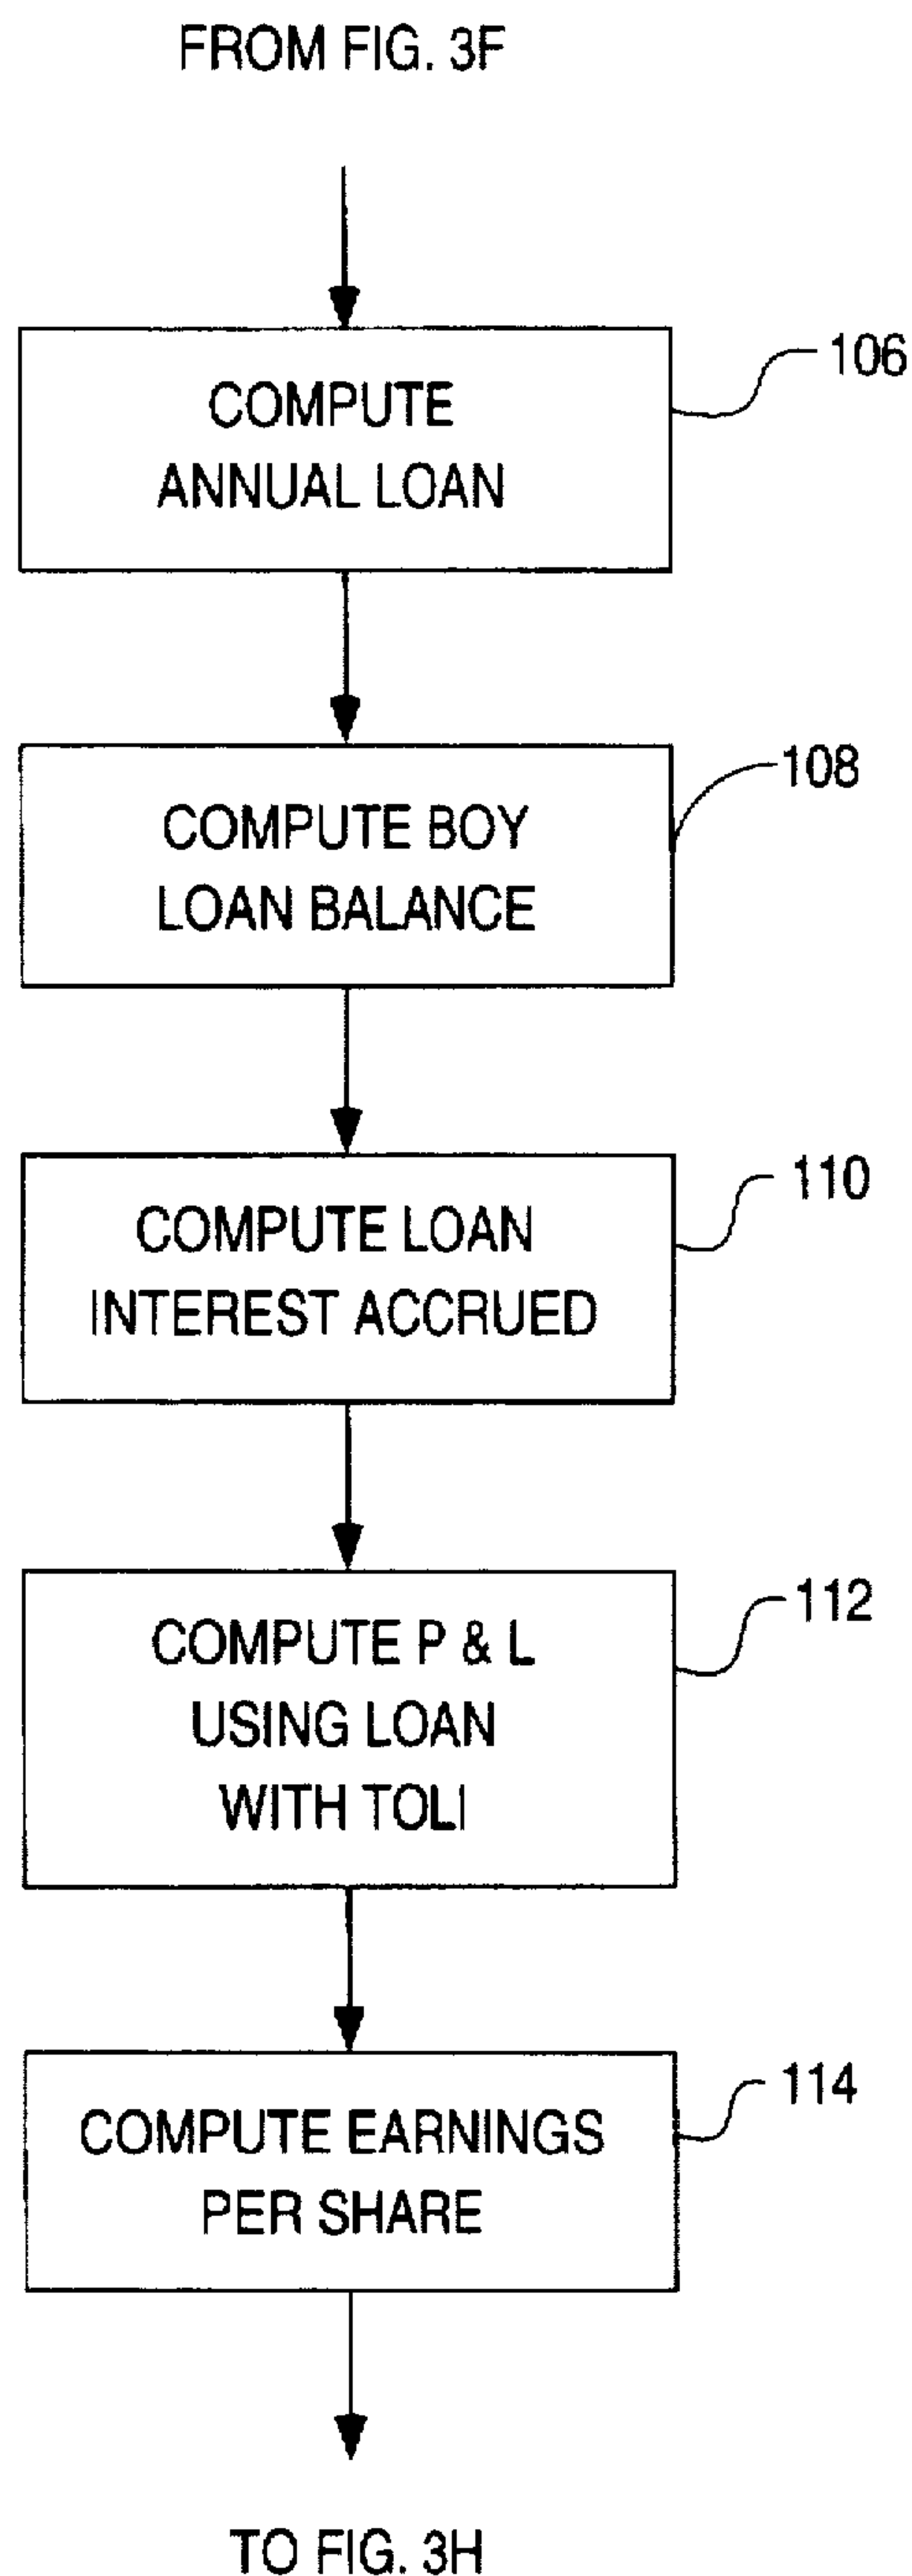 FROM FIG. 3F
106
COMPUTE
ANNUAL LOAN
108
COMPUTE BOY
LOAN BALANCE
110
COMPUTE LOAN
INTEREST ACCRUED
112
COMPUTE P & L
USING LOAN
WITH TOLI
114
COMPUTE EARNINGS
PER SHARE
TO FIG. 3H